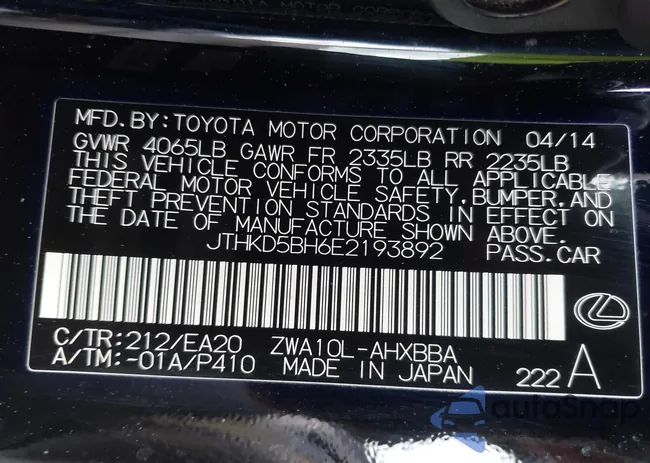 MFD.BY:TOYOTA MOTOR CORPORATION 04/14
GVWR 4065LB GAWR FR 2335LB RR 2235LB
THIS VEHICLE CONFORMS TO ALL APPLICABLE
FEDERAL MOTOR VEHICLE SAFETY,BUMPER,AND
THEFT PREVENTION STANDARDS IN EFFECT ON
THE DATE OF MANUFACTURE SHOWN ABOVE.
JTHKD5BH6E2193892 PASS.CAR
C/TR:212/EA20 ZWA10L-AHXBBA
A/TM:-01A/P410 MADE IN JAPAN 222 A
autoSnap